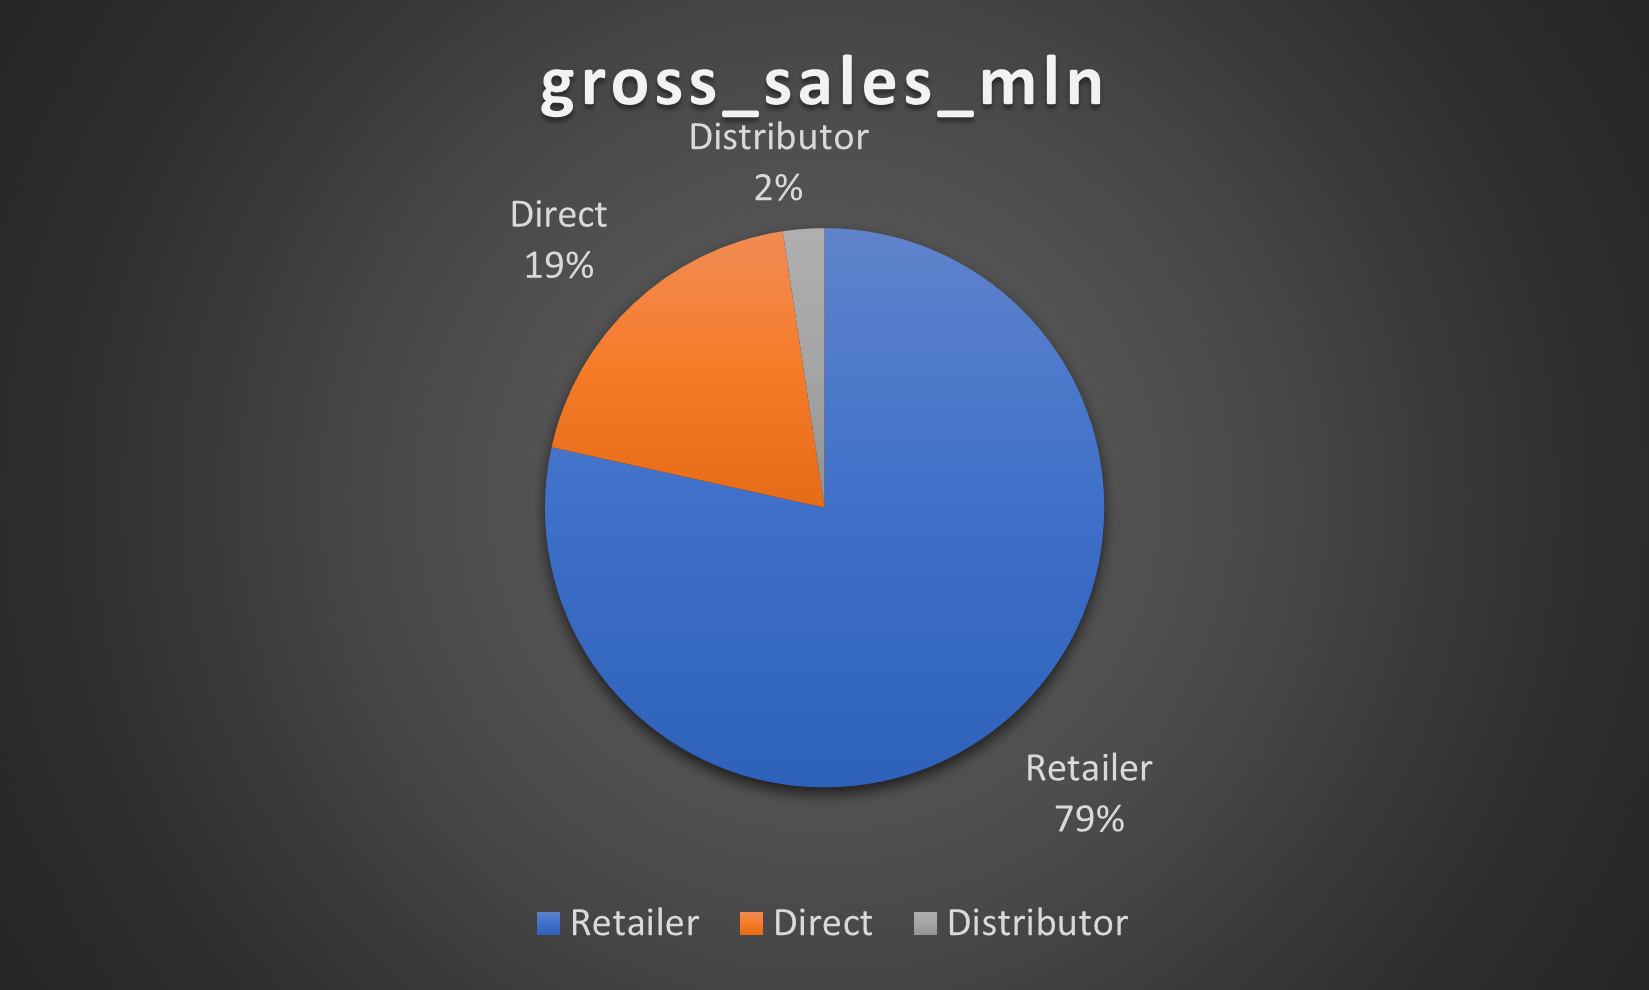 gross_sales_mln
Distributor
2%
Direct
19%
Retailer
79%
Retailer Direct Distributor